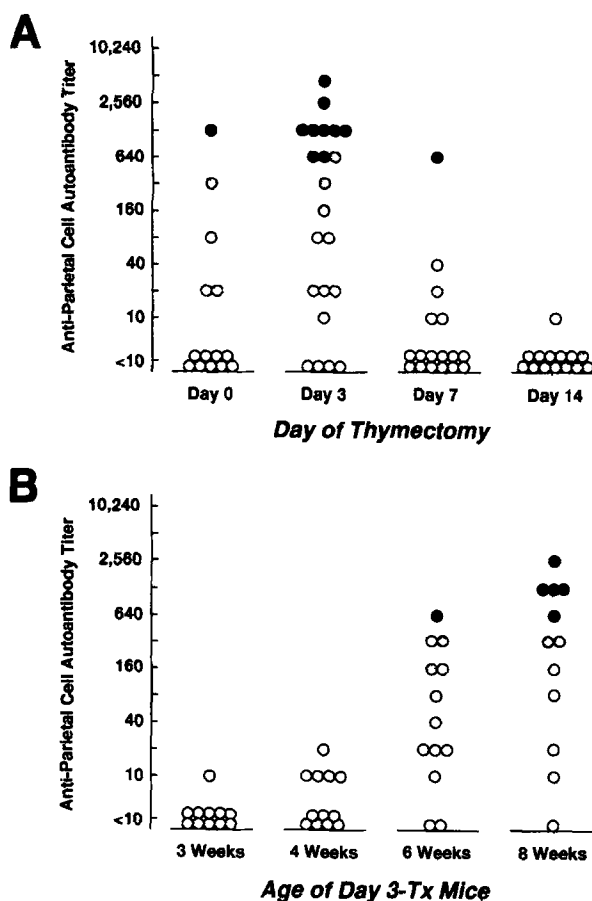 A
Anti-Parietal Cell Autoantibody Titer
10,240
2,560
640
160
40
10
<10
Day 0 Day 3 Day 7 Day 14
Day of Thymectomy
B
Anti-Parietal Cell Autoantibody Titer
10,240
2,560
640
160
40
10
<10
3 Weeks 4 Weeks 6 Weeks 8 Weeks
Age of Day 3-Tx Mice